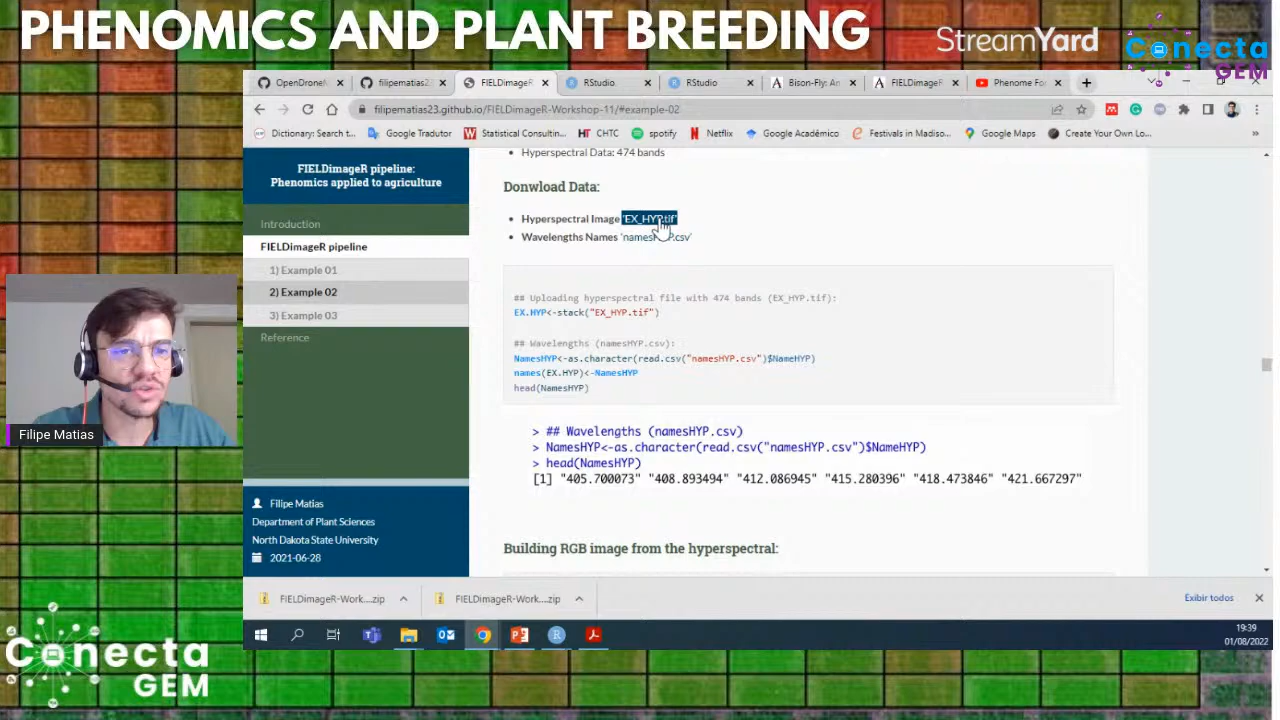 PHENOMICS AND PLANT BREEDING
StreamYard
Conecta
GEM
OpenDroneM
filipematias2
FIELDimageR
RStudio
RStudio
Bison-Fly: An
FIELDimageR
Phenome Fo
filipematias23.github.io/FIELDimageR-Workshop-11/#example-02
Dictionary: Search t...
Google Tradutor
Statistical Consultin...
CHTC
spotify
Netflix
Google Acadêmico
Festivals in Madiso...
Google Maps
Create Your Own Lo...
FIELDimageR pipeline:
Phenomics applied to agriculture
Introduction
FIELDimageR pipeline
1) Example 01
2) Example 02
3) Example 03
Reference
Filipe Matias
Department of Plant Sciences
North Dakota State University
2021-06-28
Hyperspectral Data: 474 bands
Donwload Data:
Hyperspectral Image 'EX_HYP.tif'
Wavelengths Names 'namesHYP.csv'
## Uploading hyperspectral file with 474 bands (EX_HYP.tif):
EX.HYP<-stack("EX_HYP.tif")
## Wavelengths (namesHYP.csv):
NamesHYP<-as.character(read.csv("namesHYP.csv")$NameHYP)
names(EX.HYP)<-NamesHYP
head(NamesHYP)
> ## Wavelengths (namesHYP.csv)
> NamesHYP<-as.character(read.csv("namesHYP.csv")$NameHYP)
> head(NamesHYP)
[1] "405.700073" "408.893494" "412.086945" "415.280396" "418.473846" "421.667297"
Building RGB image from the hyperspectral:
Filipe Matias
FIELDimageR-Work....zip
FIELDimageR-Work....zip
Exibir todos
19:39
01/08/2022
Conecta
GEM